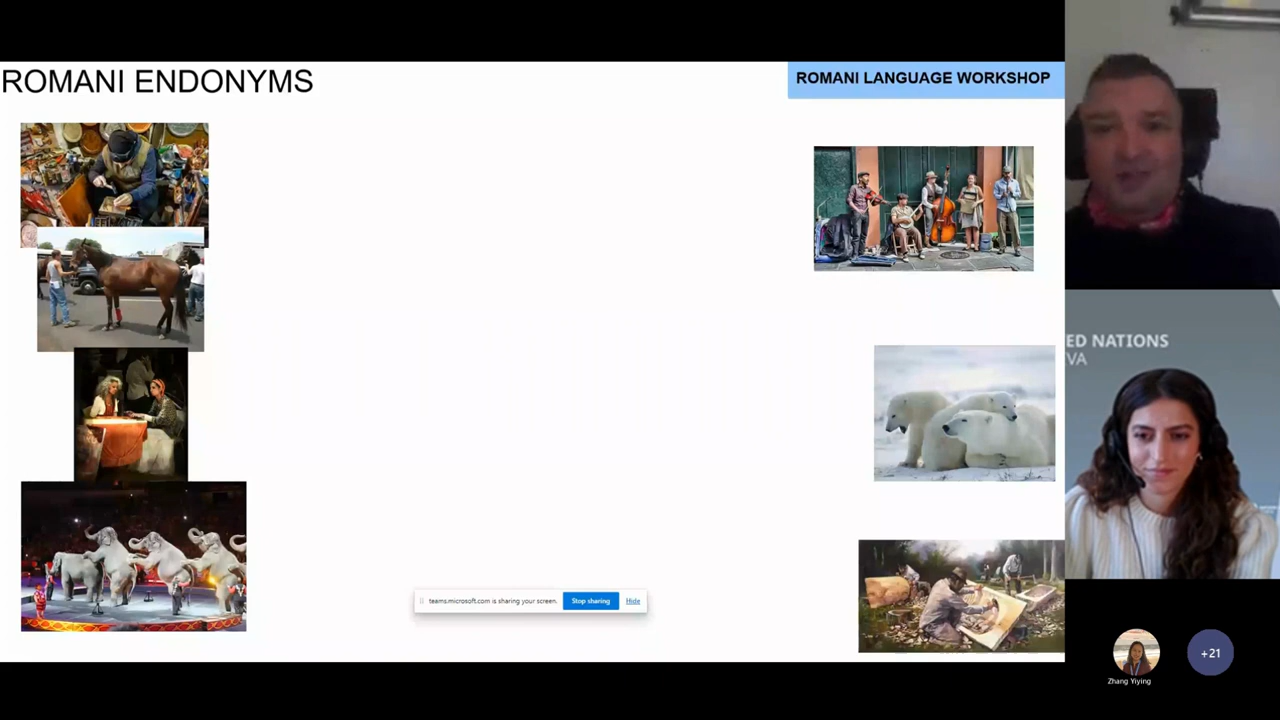 ROMANI ENDONYMS
ROMANI LANGUAGE WORKSHOP
ED NATIONS
VA
teams.microsoft.com is sharing your screen.
Stop sharing
Hide
+21
Zhang Yiying